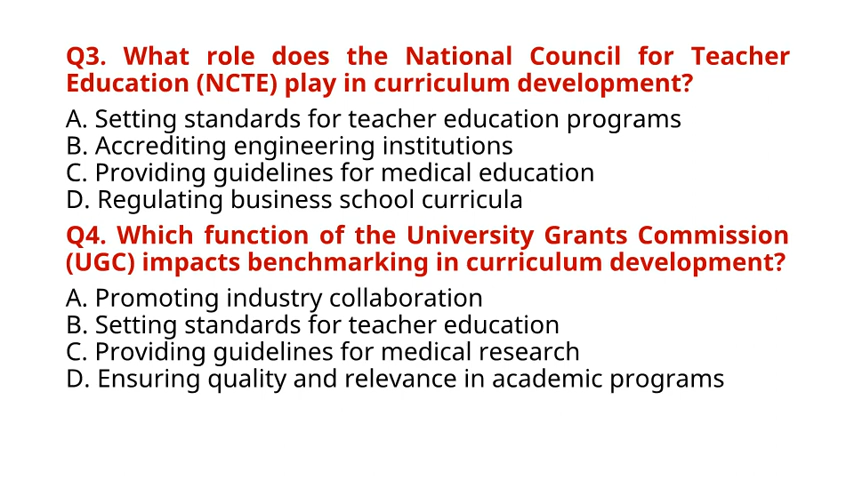 Q3. What role does the National Council for Teacher
Education (NCTE) play in curriculum development?
A. Setting standards for teacher education programs
B. Accrediting engineering institutions
C. Providing guidelines for medical education
D. Regulating business school curricula
Q4. Which function of the University Grants Commission
(UGC) impacts benchmarking in curriculum development?
A. Promoting industry collaboration
B. Setting standards for teacher education
C. Providing guidelines for medical research
D. Ensuring quality and relevance in academic programs